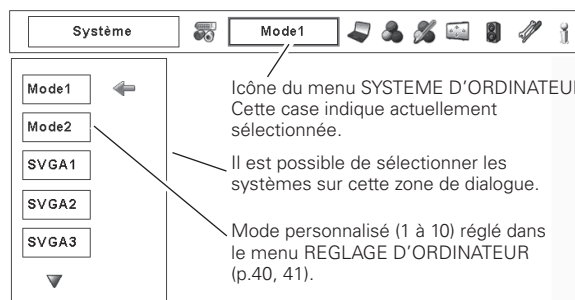 Système
Mode1
Mode1
Mode2
SVGA1
SVGA2
SVGA3
Icône du menu SYSTEME D'ORDINATEUR
Cette case indique actuellement
sélectionnée.
Il est possible de sélectionner les
systèmes sur cette zone de dialogue.
Mode personnalisé (1 à 10) réglé dans
le menu REGLAGE D'ORDINATEUR
(p.40, 41).